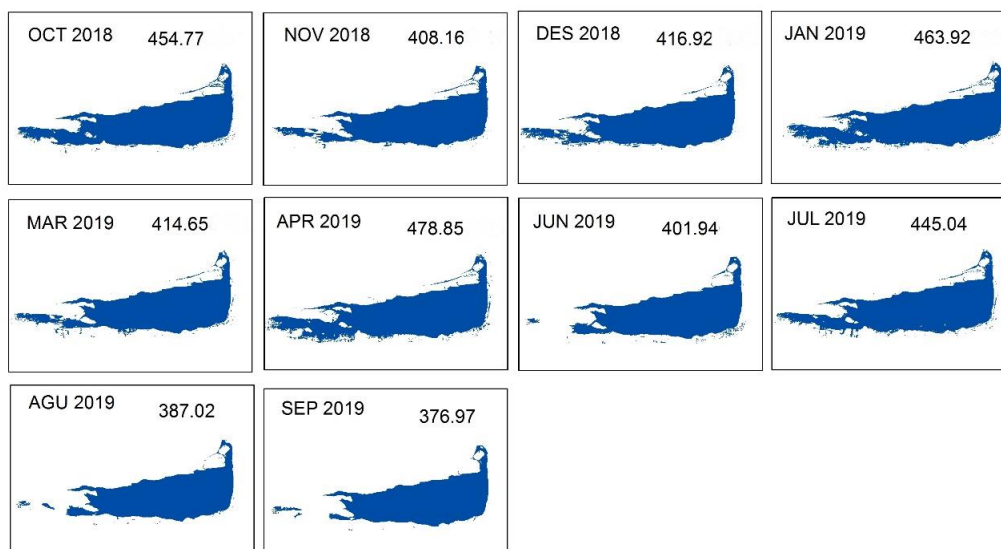 OCT 2018 454.77
NOV 2018 408.16
DES 2018 416.92
JAN 2019 463.92
MAR 2019 414.65
APR 2019 478.85
JUN 2019 401.94
JUL 2019 445.04
AGU 2019 387.02
SEP 2019 376.97